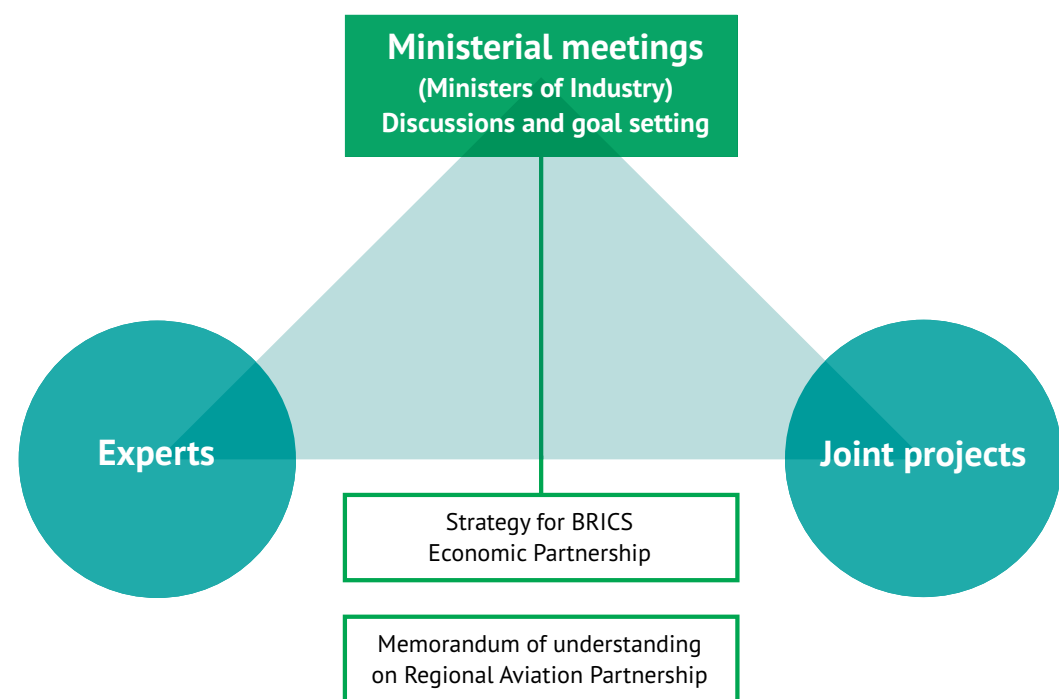 Ministerial meetings
(Ministers of Industry)
Discussions and goal setting
Experts
Joint projects
Strategy for BRICS
Economic Partnership
Memorandum of understanding
on Regional Aviation Partnership